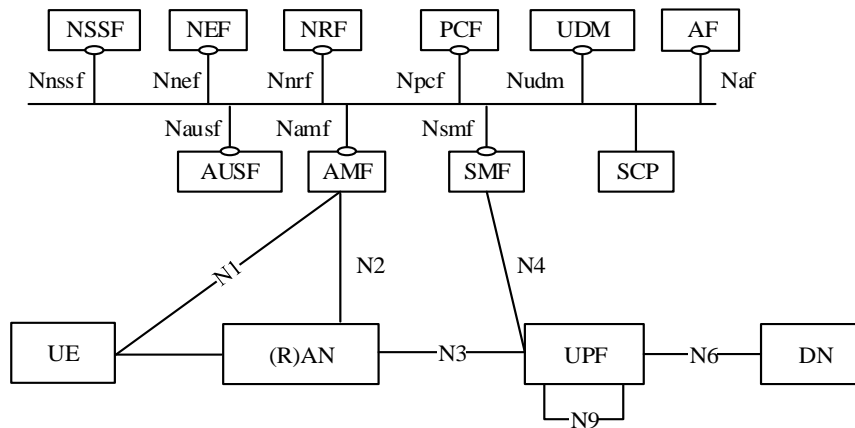 NSSF NEF NRF PCF UDM AF
Nnssf Nnef Nnrf Npcf Nudm Naf
Nausf Namf Nsmf
AUSF AMF SMF SCP
N1 N2 N4
UE (R)AN N3 UPF N6 DN
N9